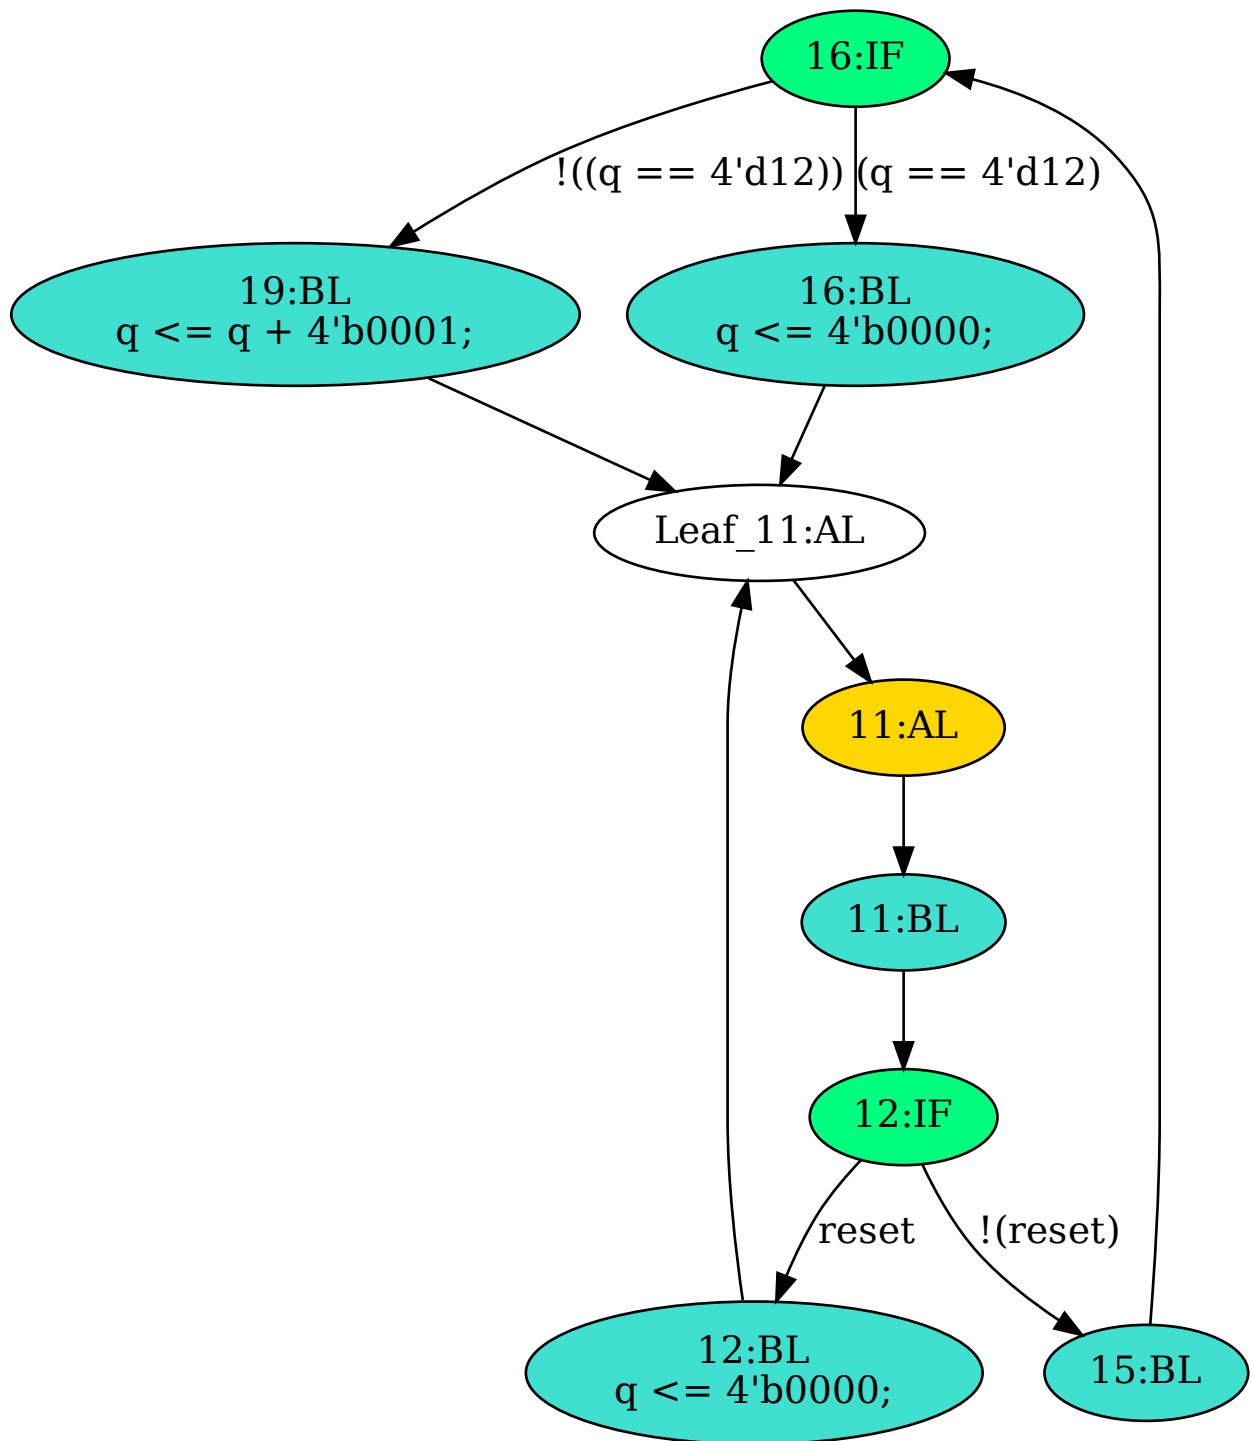 16:IF
!((q == 4'd12))
(q == 4'd12)
19:BL
q <= q + 4'b0001;
16:BL
q <= 4'b0000;
Leaf_11:AL
11:AL
11:BL
12:IF
reset
!(reset)
12:BL
q <= 4'b0000;
15:BL